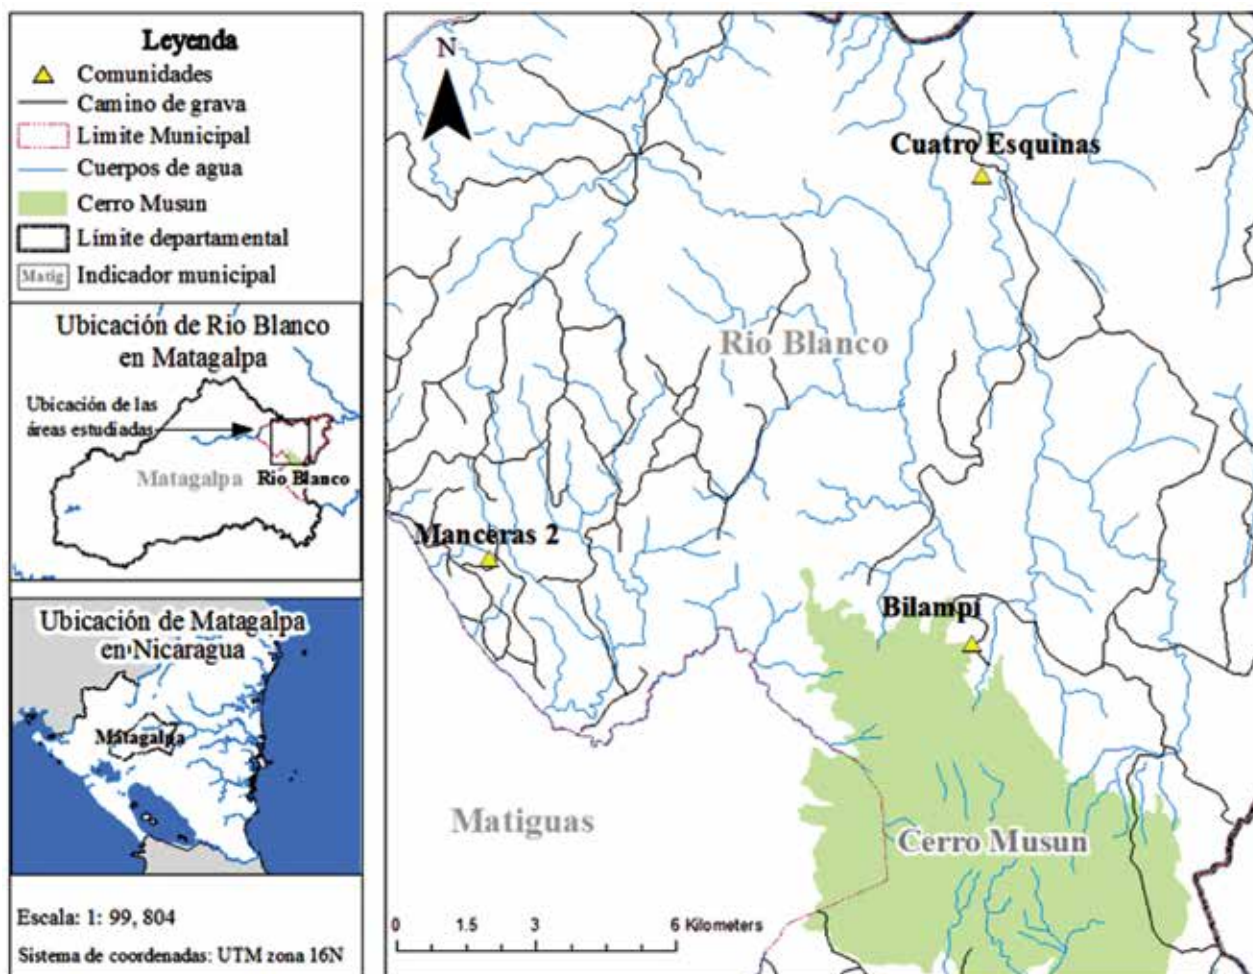 Leyenda
Comunidades
Camino de grava
Limite Municipal
Cuerpos de agua
Cerro Musun
Límite departamental
Matig Indicador municipal
Ubicación de Rio Blanco
en Matagalpa
Ubicación de las
áreas estudiadas
Matagalpa
Rio Blanco
Ubicación de Matagalpa
en Nicaragua
Matagalpa
Escala: 1: 99, 804
Sistema de coordenadas: UTM zona 16N
N
Cuatro Esquinas
Rio Blanco
Manceras 2
Bilampi
Matiguas
Cerro Musun
0 1.5 3 6 Kilometers